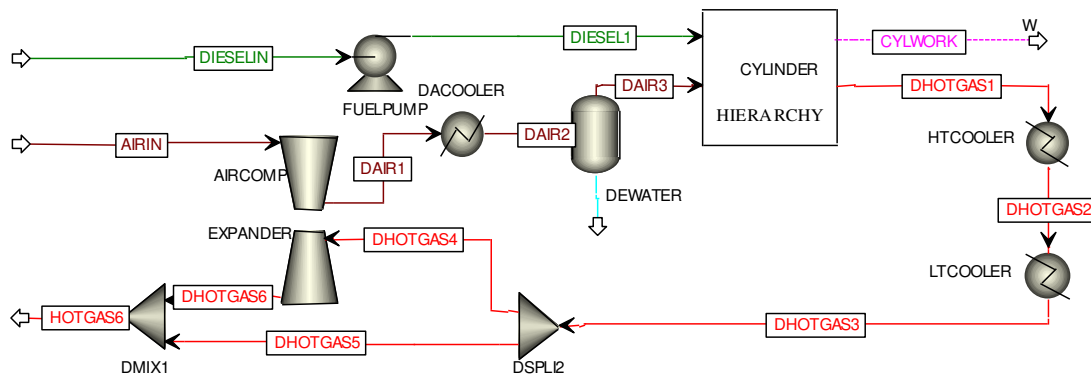 DIESELIN
FUELPUMP
DIESEL1
CYLINDER
HIERARCHY
CYLWORK
W
AIRIN
AIRCOMP
DAIR1
DACOOLER
DAIR2
DAIR3
DEWATER
DHOTGAS1
HTCOOLER
DHOTGAS2
LTCOOLER
DHOTGAS3
DSPLI2
DHOTGAS4
EXPANDER
DHOTGAS6
DHOTGAS5
DMIX1
HOTGAS6